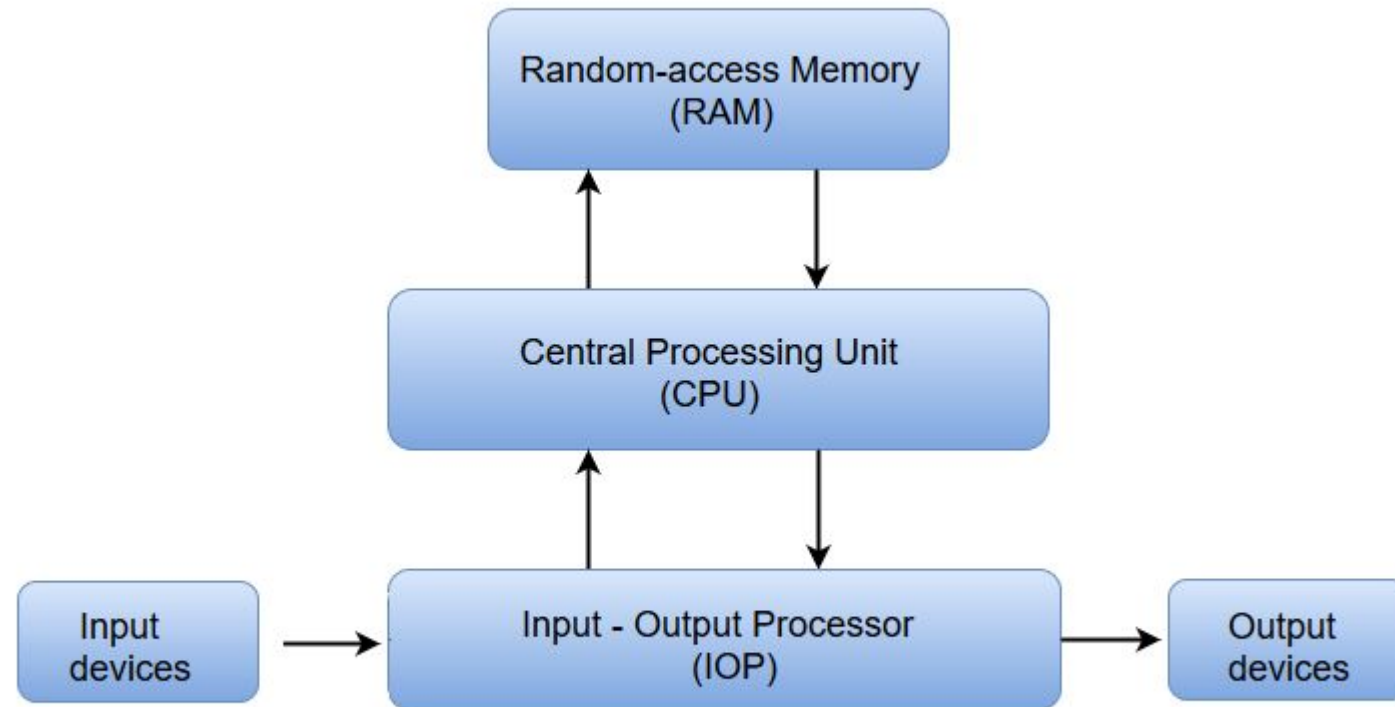 Random-access Memory
(RAM)
Central Processing Unit
(CPU)
Input
devices
Input - Output Processor
(IOP)
Output
devices